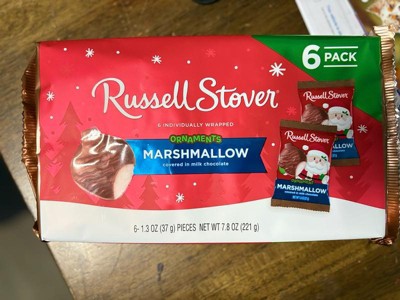 6 PACK
Russell Stover
6 INDIVIDUALLY WRAPPED
ORNAMENTS
MARSHMALLOW
covered in milk chocolate
Russell Stover
Russell Stover
MARSHMALLOW
6- 1.3 OZ (37 g) PIECES NET WT 7.8 OZ (221 g)